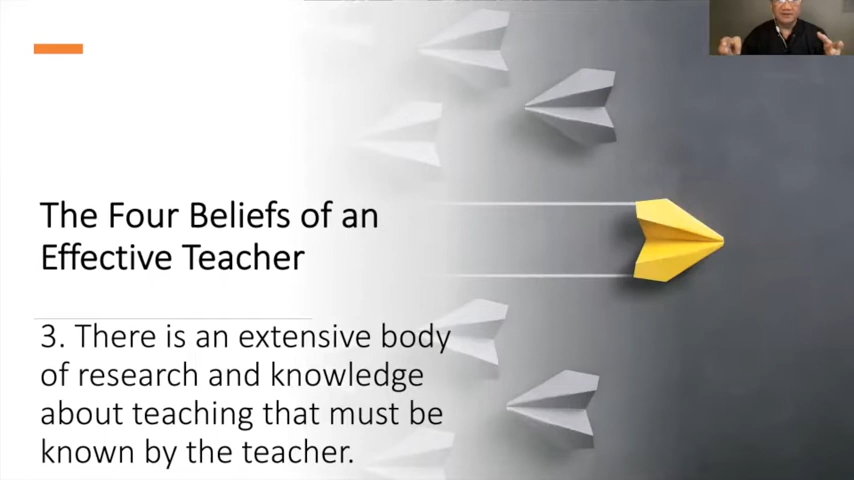 The Four Beliefs of an
Effective Teacher
3. There is an extensive body
of research and knowledge
about teaching that must be
known by the teacher.